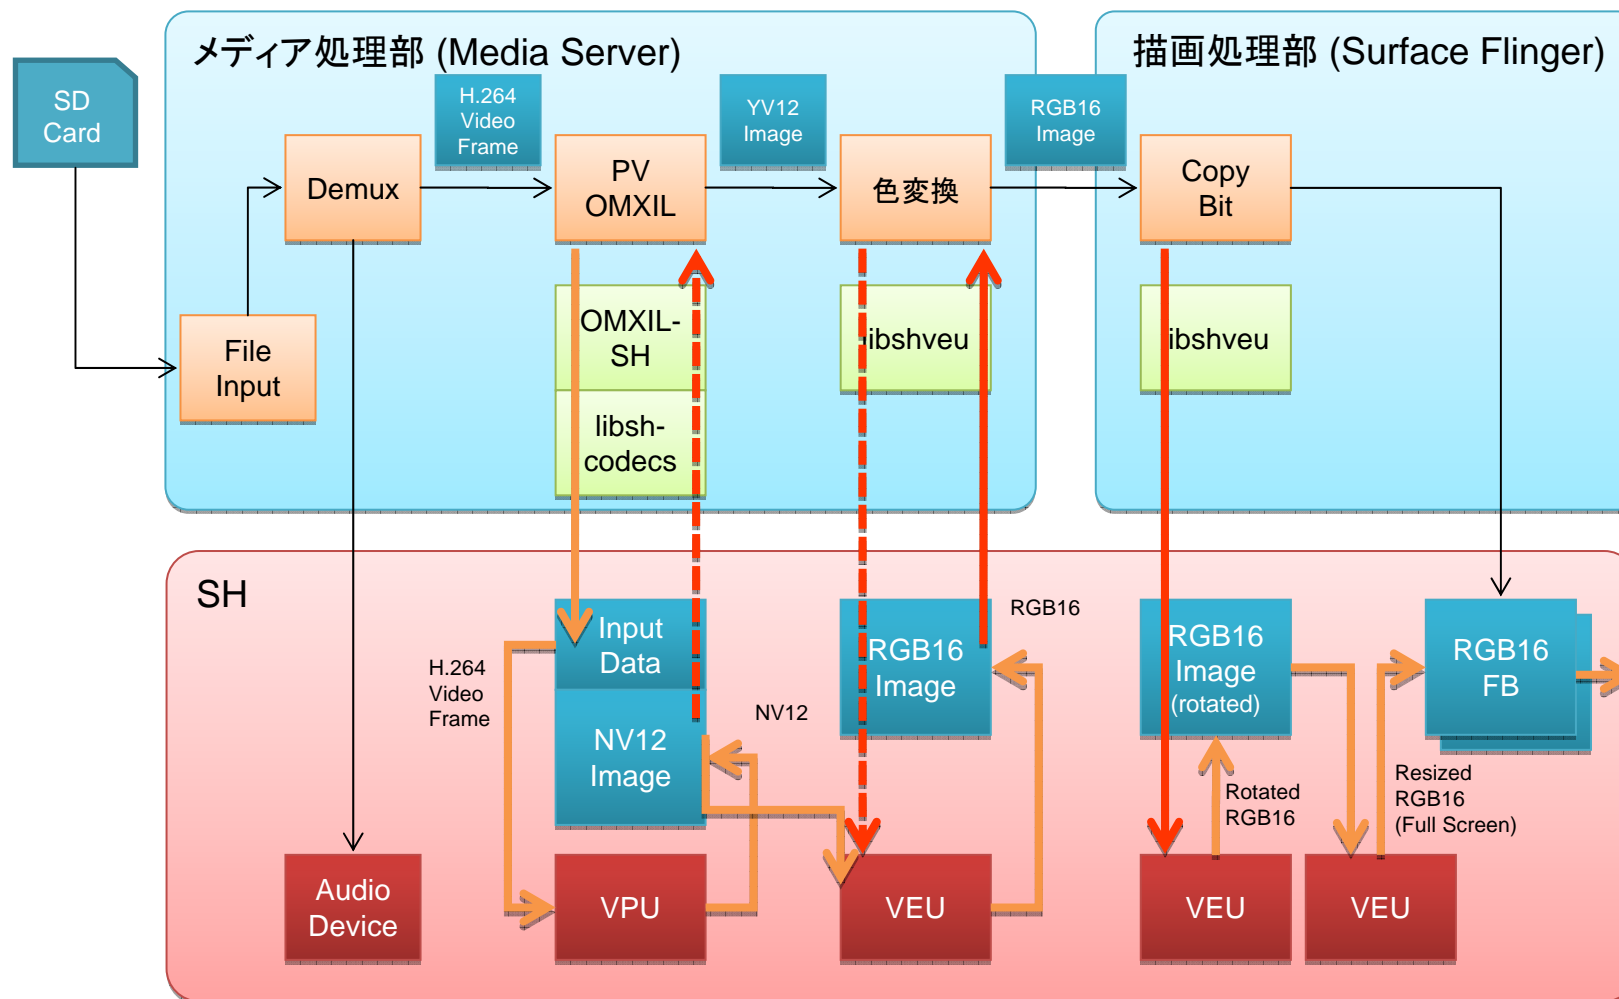 メディア処理部 (Media Server)
描画処理部 (Surface Flinger)
SD
Card
H.264
Video
Frame
YV12
Image
RGB16
Image
Demux
PV
OMXIL
色変換
Copy
Bit
File
Input
OMXIL-
SH
libsh-
codecs
libshveu
libshveu
SH
Input
Data
H.264
Video
Frame
NV12
Image
NV12
RGB16
Image
RGB16
RGB16
Image
(rotated)
RGB16
FB
Rotated
RGB16
Resized
RGB16
(Full Screen)
Audio
Device
VPU
VEU
VEU
VEU